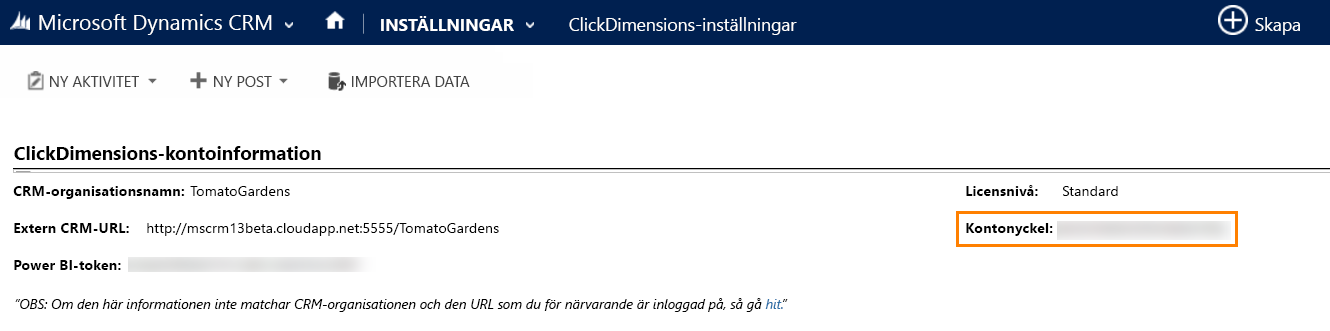 Microsoft Dynamics CRM INSTÄLLNINGAR ClickDimensions-inställningar Skapa
NY AKTIVITET NY POST IMPORTERA DATA
ClickDimensions-kontoinformation
CRM-organisationsnamn: TomatoGardens Licensnivå: Standard
Extern CRM-URL: http://mscrm13beta.cloudapp.net:5555/TomatoGardens Kontonyckel:
Power BI-token:
"OBS: Om den här informationen inte matchar CRM-organisationen och den URL som du för närvarande är inloggad på, så gå hit."